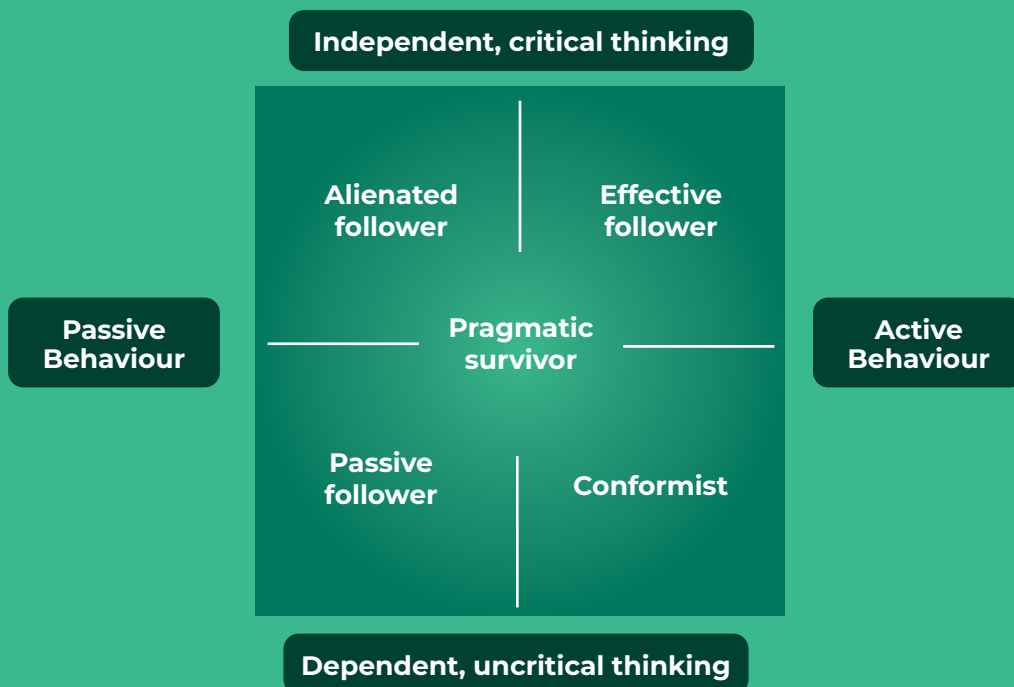 Independent, critical thinking
Alienated
follower
Effective
follower
Passive
Behaviour
Pragmatic
survivor
Active
Behaviour
Passive
follower
Conformist
Dependent, uncritical thinking